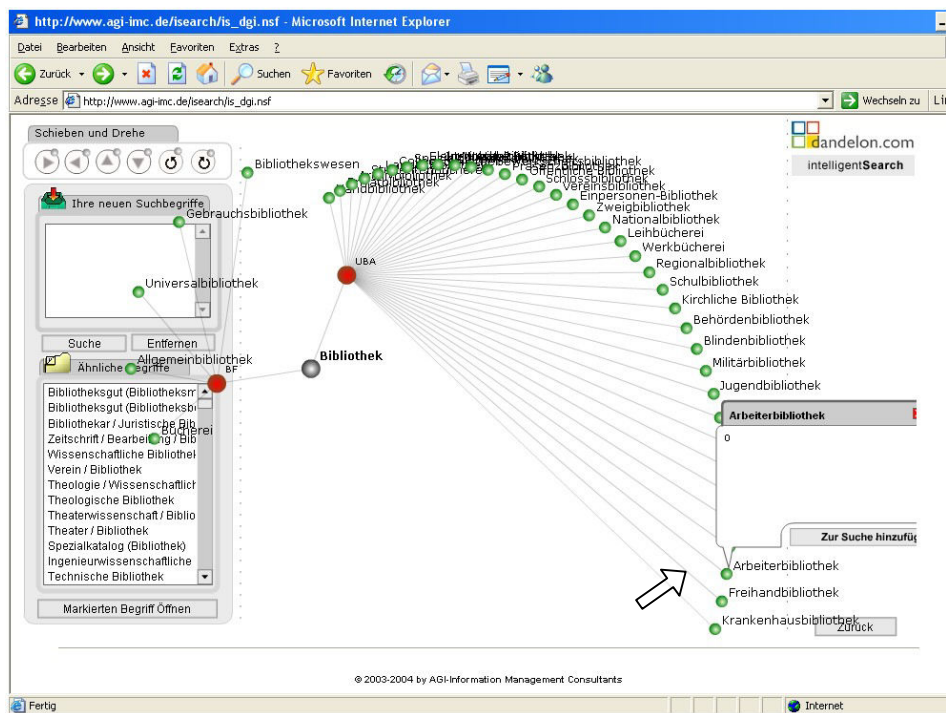 http://www.agi-imc.de/isearch/is_dgi.nsf - Microsoft Internet Explorer
Datei Bearbeiten Ansicht Favoriten Extras ?
Zurück Suchen Favoriten
Adresse http://www.agi-imc.de/isearch/is_dgi.nsf Wechseln zu
Schieben und Drehe
dandelon.com
intelligentSearch
Ihre neuen Suchbegriffe
Suche Entfernen
Ähnliche
Bibliotheksgut (Bibliotheksm
Bibliotheksgut (Bibliotheksb
Bibliothekar / Juristische Bib
Zeitschrift / / Bib
Wissenschaftliche Bibliothek
Verein / Bibliothek
Theologie / Wissenschaftlich
Theologische Bibliothek
Theaterwissenschaft / Biblio
Theater / Bibliothek
Spezialkatalog (Bibliothek)
Ingenieurwissenschaftliche
Technische Bibliothek
Markierten Begriff Öffnen
Bibliothekswesen
Gebrauchsbibliothek
Universalbibliothek
Allgemeinbibliothek
BF
Bücherei
Bibliothek
UBA
Öffentliche Bibliothek
Schlossbibliothek
Vereinsbibliothek
Einpersonen-Bibliothek
Zweigbibliothek
Nationalbibliothek
Leihbücherei
Werkbücherei
Regionalbibliothek
Schulbibliothek
Kirchliche Bibliothek
Behördenbibliothek
Blindenbibliothek
Militärbibliothek
Jugendbibliothek
Arbeiterbibliothek
0
Zur Suche hinzufüg
Arbeiterbibliothek
Freihandbibliothek
Krankenhausbibliothek
Zurück
© 2003-2004 by AGI-Information Management Consultants
Fertig Internet